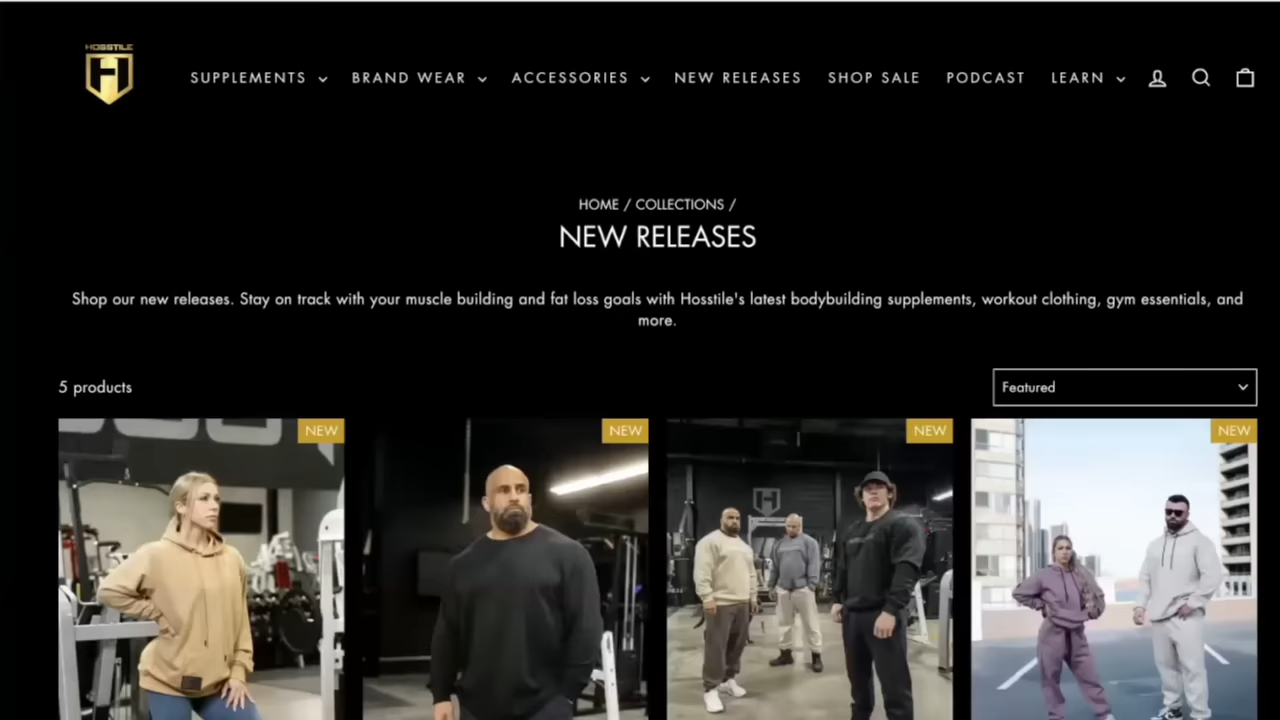 HOSSTILE
SUPPLEMENTS BRAND WEAR ACCESSORIES NEW RELEASES SHOP SALE PODCAST LEARN
HOME / COLLECTIONS /
NEW RELEASES
Shop our new releases. Stay on track with your muscle building and fat loss goals with Hosstile's latest bodybuilding supplements, workout clothing, gym essentials, and
more.
5 products
Featured
NEW NEW NEW NEW